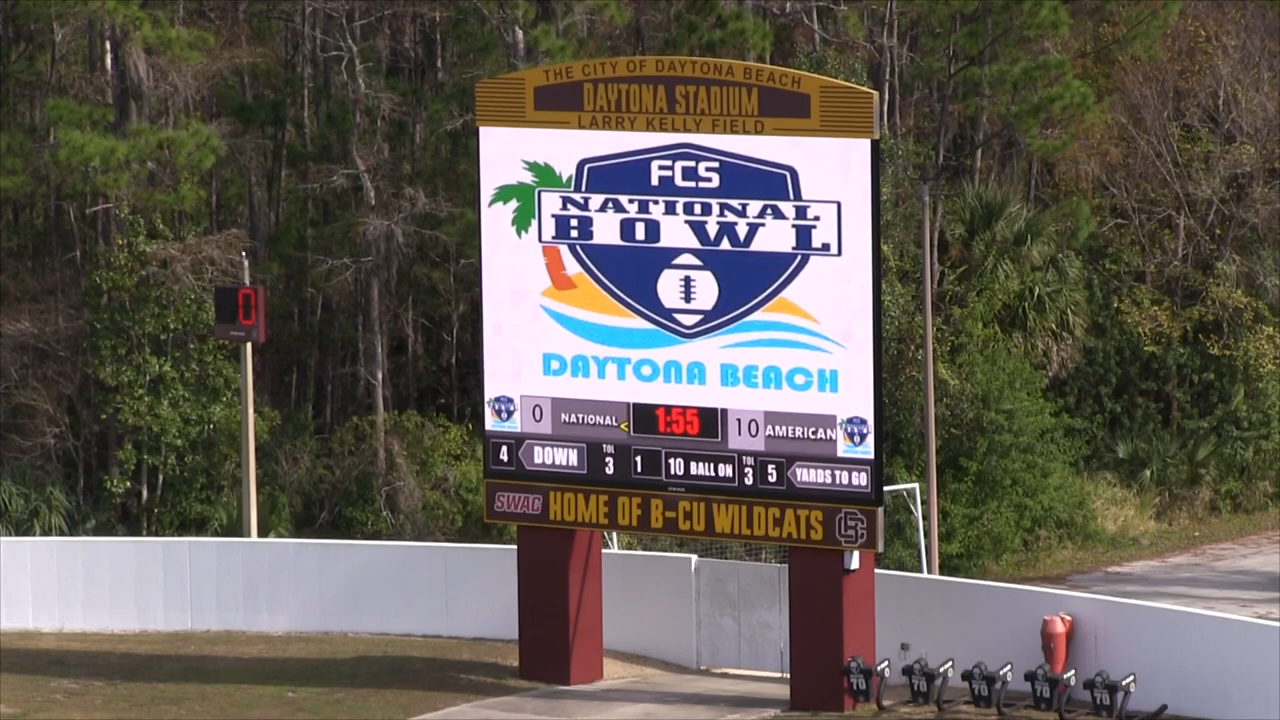 THE CITY OF DAYTONA BEACH
DAYTONA STADIUM
LARRY KELLY FIELD
FCS
NATIONAL
BOWL
DAYTONA BEACH
0 NATIONAL < 1:55 10 AMERICAN
4 DOWN TOL 3 1 10 BALL ON TOL 3 5 YARDS TO GO
SWAC HOME OF B-CU WILDCATS
0
70 70 70 70 70